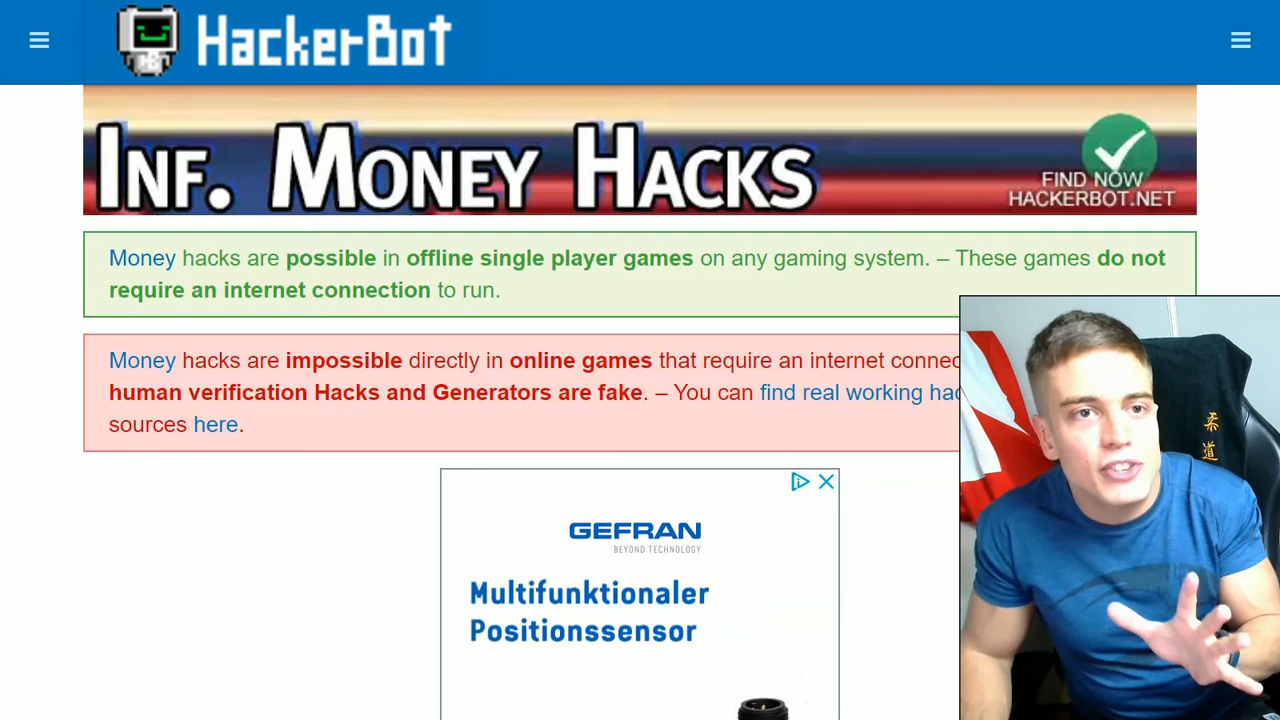 HackerBot
INF. MONEY HACKS
FIND NOW
HACKERBOT.NET
Money hacks are possible in offline single player games on any gaming system. – These games do not
require an internet connection to run.
Money hacks are impossible directly in online games that require an internet
human verification Hacks and Generators are fake. – You can find real working
sources here.
GEFRAN
BEYOND TECHNOLOGY
Multifunktionaler
Positionssensor
柔
道